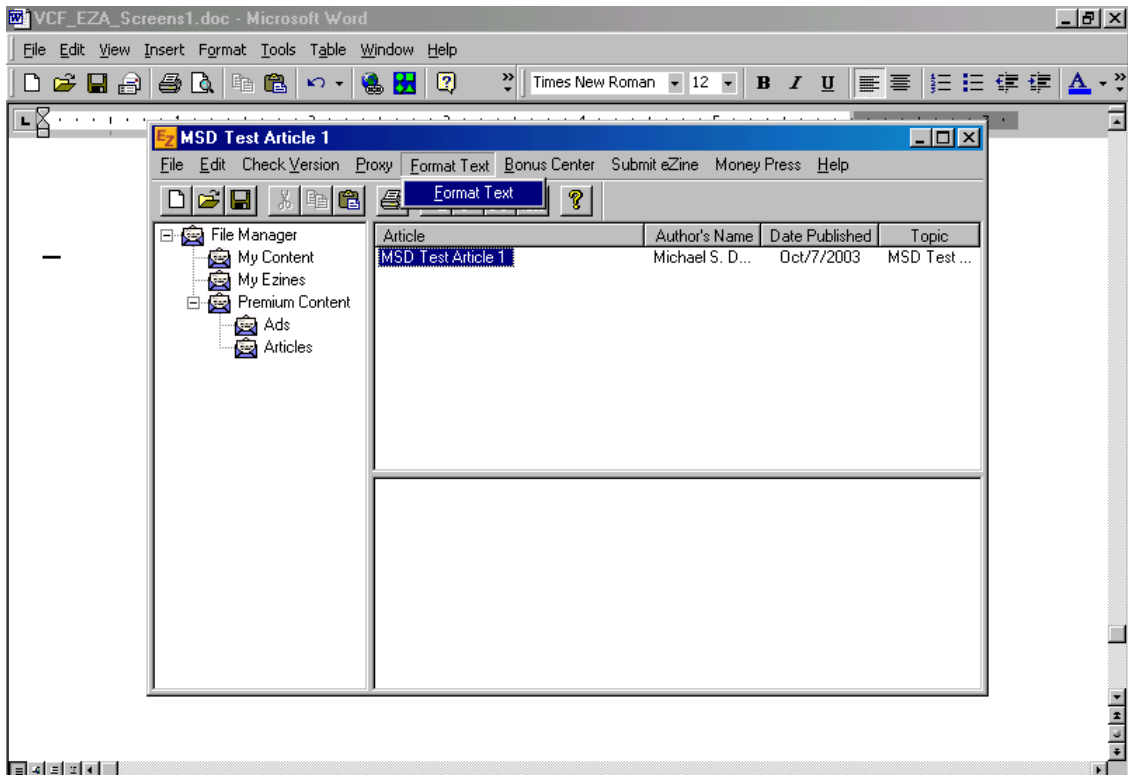 VCF_EZA_Screens1.doc - Microsoft Word
File Edit View Insert Format Tools Table Window Help
Times New Roman 12 B I U A
MSD Test Article 1
File Edit Check Version Proxy Format Text Bonus Center Submit eZine Money Press Help
Format Text
File Manager
My Content
My Ezines
Premium Content
Ads
Articles
Article Author's Name Date Published Topic
MSD Test Article 1 Michael S. D... Oct/7/2003 MSD Test ...